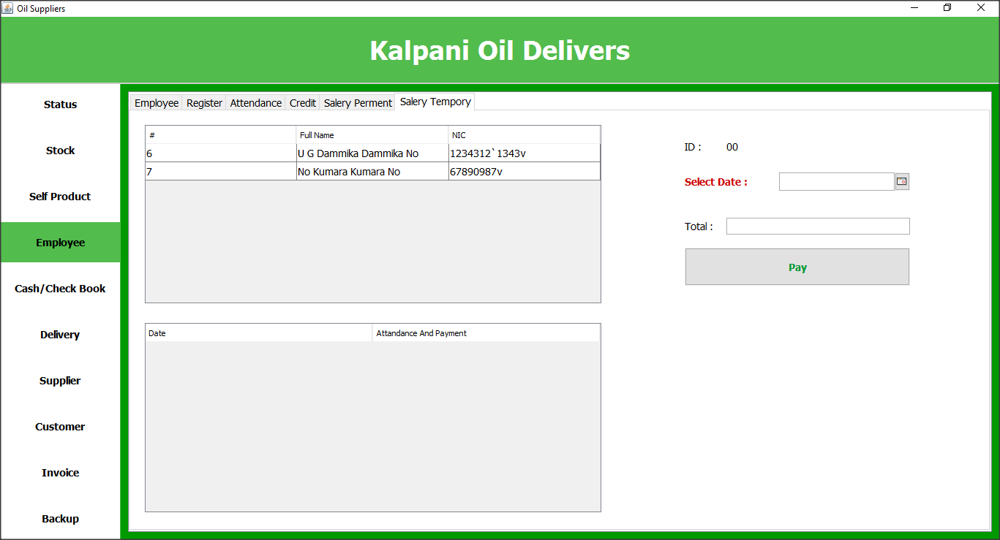 Oil Suppliers
Kalpani Oil Delivers
Status
Stock
Self Product
Employee
Cash/Check Book
Delivery
Supplier
Customer
Invoice
Backup
Employee Register Attendance Credit Salery Perment Salery Tempory
# Full Name NIC
6 U G Dammika Dammika No 1234312`1343v
7 No Kumara Kumara No 67890987v
Date Attandance And Payment
ID : 00
Select Date :
Total :
Pay